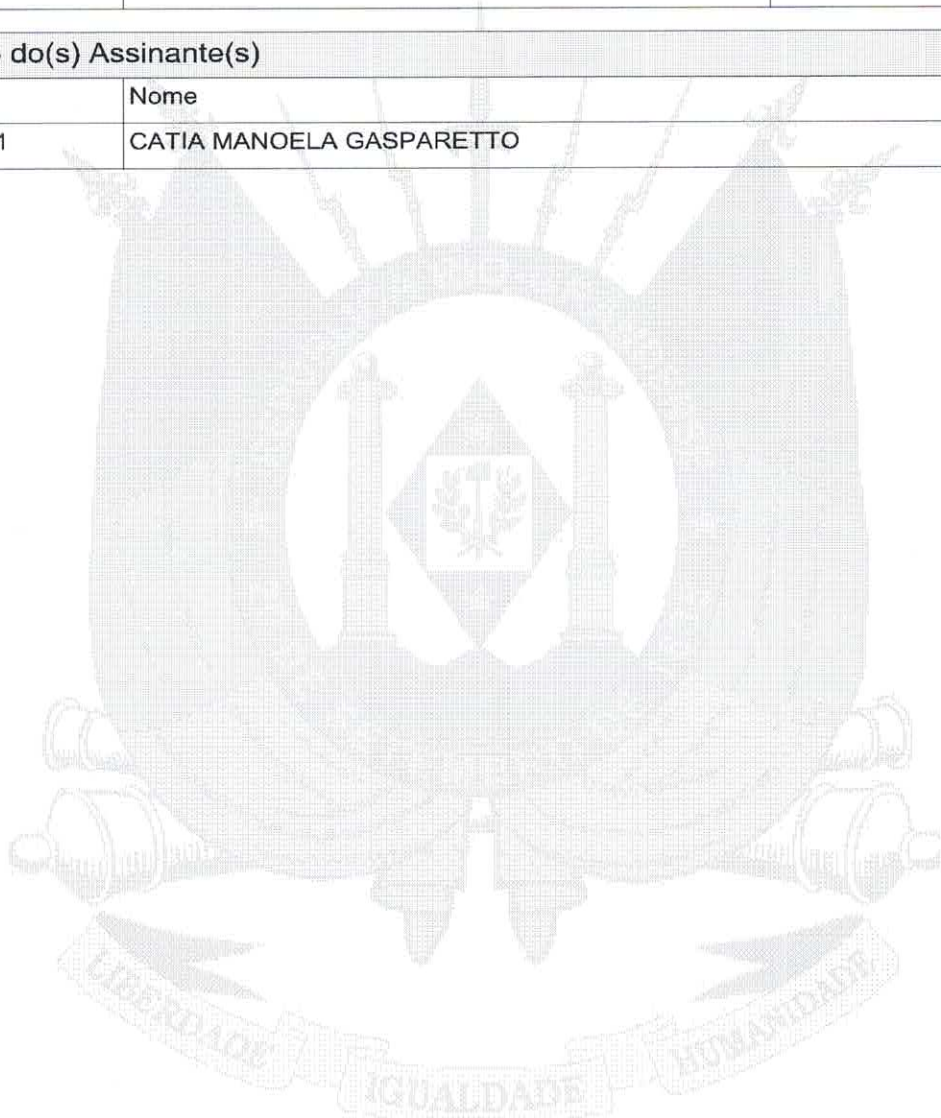 do(s) Assinante(s)
Nome
1 CATIA MANOELA GASPARETTO
LIBERDADE
IGUALDADE
HUMANIDADE